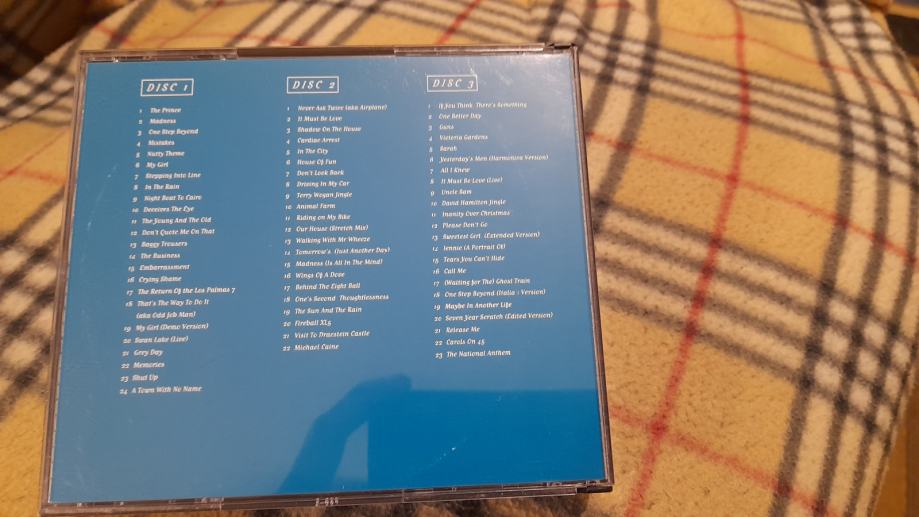 DISC 1
1 The Prince
2 Madness
3 One Step Beyond
4 Mistakes
5 Nutty Theme
6 My Girl
7 Stepping Into Line
8 In The Rain
9 Night Boat To Cairo
10 Deceives The Eye
11 The Young And The Old
12 Don't Quote Me On That
13 Baggy Trousers
14 The Business
15 Embarrassment
16 Crying Shame
17 The Return Of the Los Palmas 7
18 That's The Way To Do It
(aka Odd Job Man)
19 My Girl (Demo Version)
20 Swan Lake (Live)
21 Grey Day
22 Memories
23 Shut Up
24 A Town With No Name
DISC 2
1 Never Ask Twice (aka Airplane)
2 It Must Be Love
3 Shadow On The House
4 Cardiac Arrest
5 In The City
6 House Of Fun
7 Don't Look Back
8 Driving In My Car
9 Terry Wogan Jingle
10 Animal Farm
11 Riding on My Bike
12 Our House (Stretch Mix)
13 Walking With Mr Wheeze
14 Tomorrow's (Just Another Day)
15 Madness (Is All In The Mind)
16 Wings Of A Dove
17 Behind The Eight Ball
18 One's Second Thoughtlessness
19 The Sun And The Rain
20 Fireball XL5
21 Visit To Dracstein Castle
22 Michael Caine
DISC 3
1 If You Think There's Something
2 One Better Day
3 Guns
4 Victoria Gardens
5 Sarah
6 Yesterday's Men (Harmonica Version)
7 All I Knew
8 It Must Be Love (Live)
9 Uncle Sam
10 David Hamilton Jingle
11 Inanity Over Christmas
12 Please Don't Go
13 Sweetest Girl (Extended Version)
14 Jennie (A Portrait Of)
15 Tears You Can't Hide
16 Call Me
17 (Waiting for The) Ghost Train
18 One Step Beyond (Italia : Version)
19 Maybe In Another Life
20 Seven Year Scratch (Edited Version)
21 Release Me
22 Carols On 45
23 The National Anthem